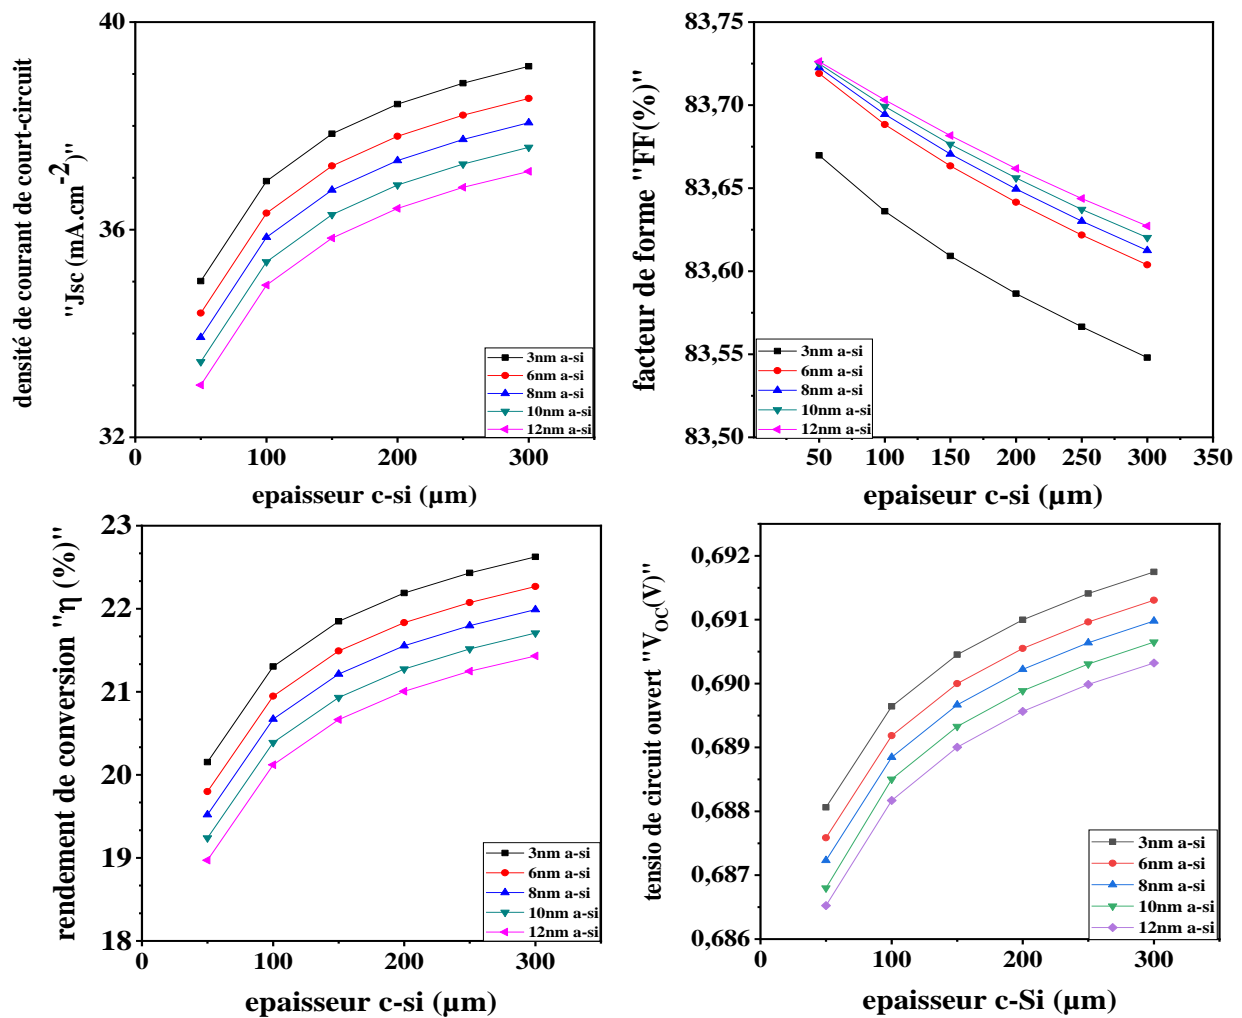 densité de courant de court-circuit
"Jsc (mA.cm-2)"
40
36
32
0
100
200
300
epaisseur c-si (µm)
3nm a-si
6nm a-si
8nm a-si
10nm a-si
12nm a-si
facteur de forme "FF(%)"
83,75
83,70
83,65
83,60
83,55
83,50
50
100
150
200
250
300
350
epaiseur c-si (µm)
3nm a-si
6nm a-si
8nm a-si
10nm a-si
12nm a-si
rendement de conversion "η (%)"
23
22
21
20
19
18
0
100
200
300
epaisseur c-si (µm)
3nm a-si
6nm a-si
8nm a-si
10nm a-si
12nm a-si
tensio de circuit ouvert "VOC(V)"
0,692
0,691
0,690
0,689
0,688
0,687
0,686
0
100
200
300
epaisseur c-Si (µm)
3nm a-si
6nm a-si
8nm a-si
10nm a-si
12nm a-si